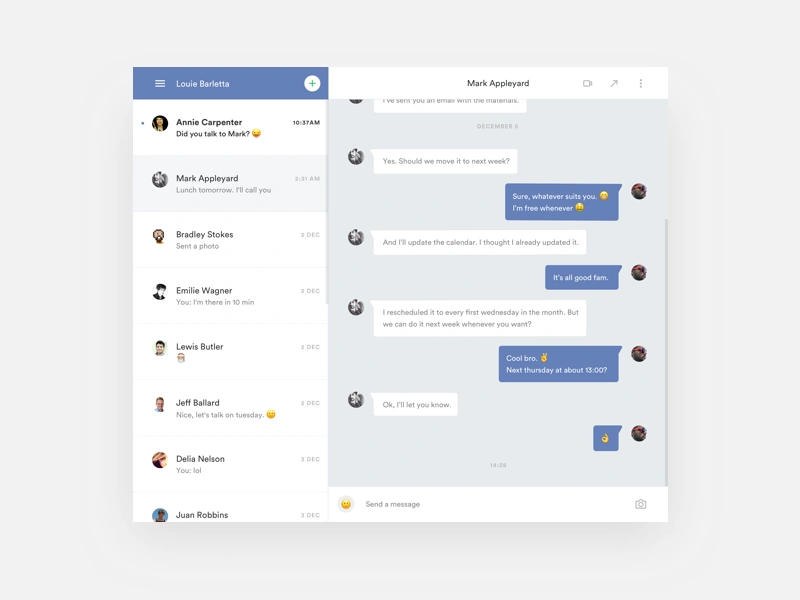 Louie Barletta
Annie Carpenter
10:37AM
Did you talk to Mark? 😛
Mark Appleyard
2:31 AM
Lunch tomorrow. I'll call you
Bradley Stokes
2 DEC
Sent a photo
Emilie Wagner
2 DEC
You: I'm there in 10 min
Lewis Butler
2 DEC
🎅
Jeff Ballard
2 DEC
Nice, let's talk on tuesday. 😊
Delia Nelson
2 DEC
You: lol
Juan Robbins
2 DEC
Mark Appleyard
I've sent you an email with the materials.
Yes. Should we move it to next week?
Sure, whatever suits you. 😁
I'm free whenever 😄
And I'll update the calendar. I thought I already updated it.
It's all good fam.
I rescheduled it to every first wednesday in the month. But
we can do it next week whenever you want?
Cool bro. ✌
Next thursday at about 13:00?
Ok, I'll let you know.
👌
Send a message